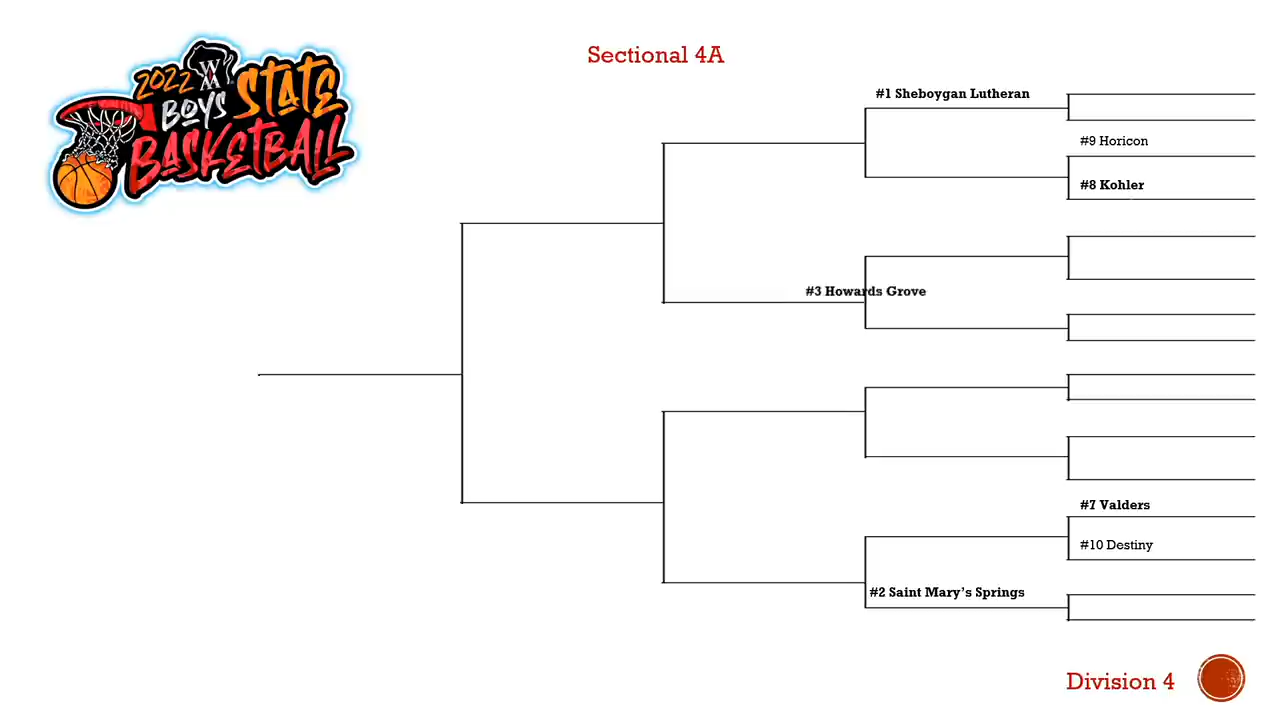 2022 WIAA STATE
BOYS
BASKETBALL
Sectional 4A
#1 Sheboygan Lutheran
#9 Horicon
#8 Kohler
#3 Howards Grove
#7 Valders
#10 Destiny
#2 Saint Mary’s Springs
Division 4